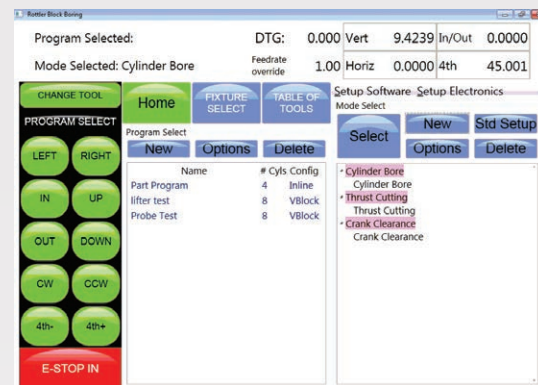 Rottler Block Boring
Program Selected: DTG: 0.000 Vert 9.4239 In/Out 0.0000
Mode Selected: Cylinder Bore Feedrate override 1.00 Horiz 0.0000 4th 45.001
CHANGE TOOL
PROGRAM SELECT
LEFT RIGHT
IN UP
OUT DOWN
CW CCW
4th- 4th+
E-STOP IN
Home FIXTURE SELECT TABLE OF TOOLS
Program Select
New Options Delete
Name # Cyls Config
Part Program 4 Inline
lifter test 8 VBlock
Probe Test 8 VBlock
Setup Software Setup Electronics
Mode Select
Select New Std Setup
Options Delete
Cylinder Bore
Cylinder Bore
Thrust Cutting
Thrust Cutting
Crank Clearance
Crank Clearance